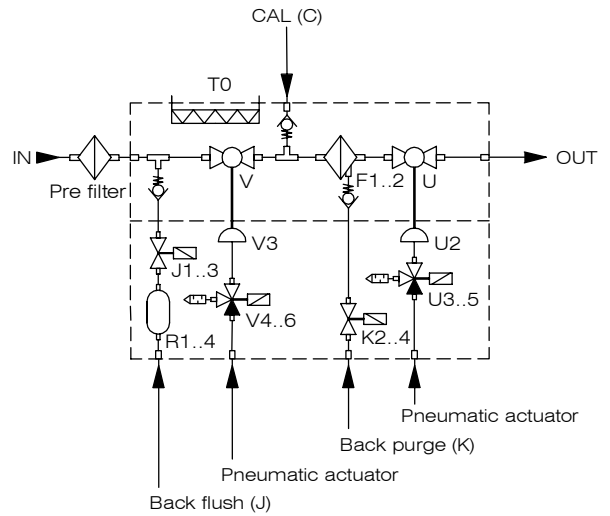 CAL (C)
T0
IN
OUT
Pre filter
V
F1..2
U
V3
U2
J1..3
U3..5
V4..6
K2..4
R1..4
Pneumatic actuator
Back purge (K)
Pneumatic actuator
Back flush (J)